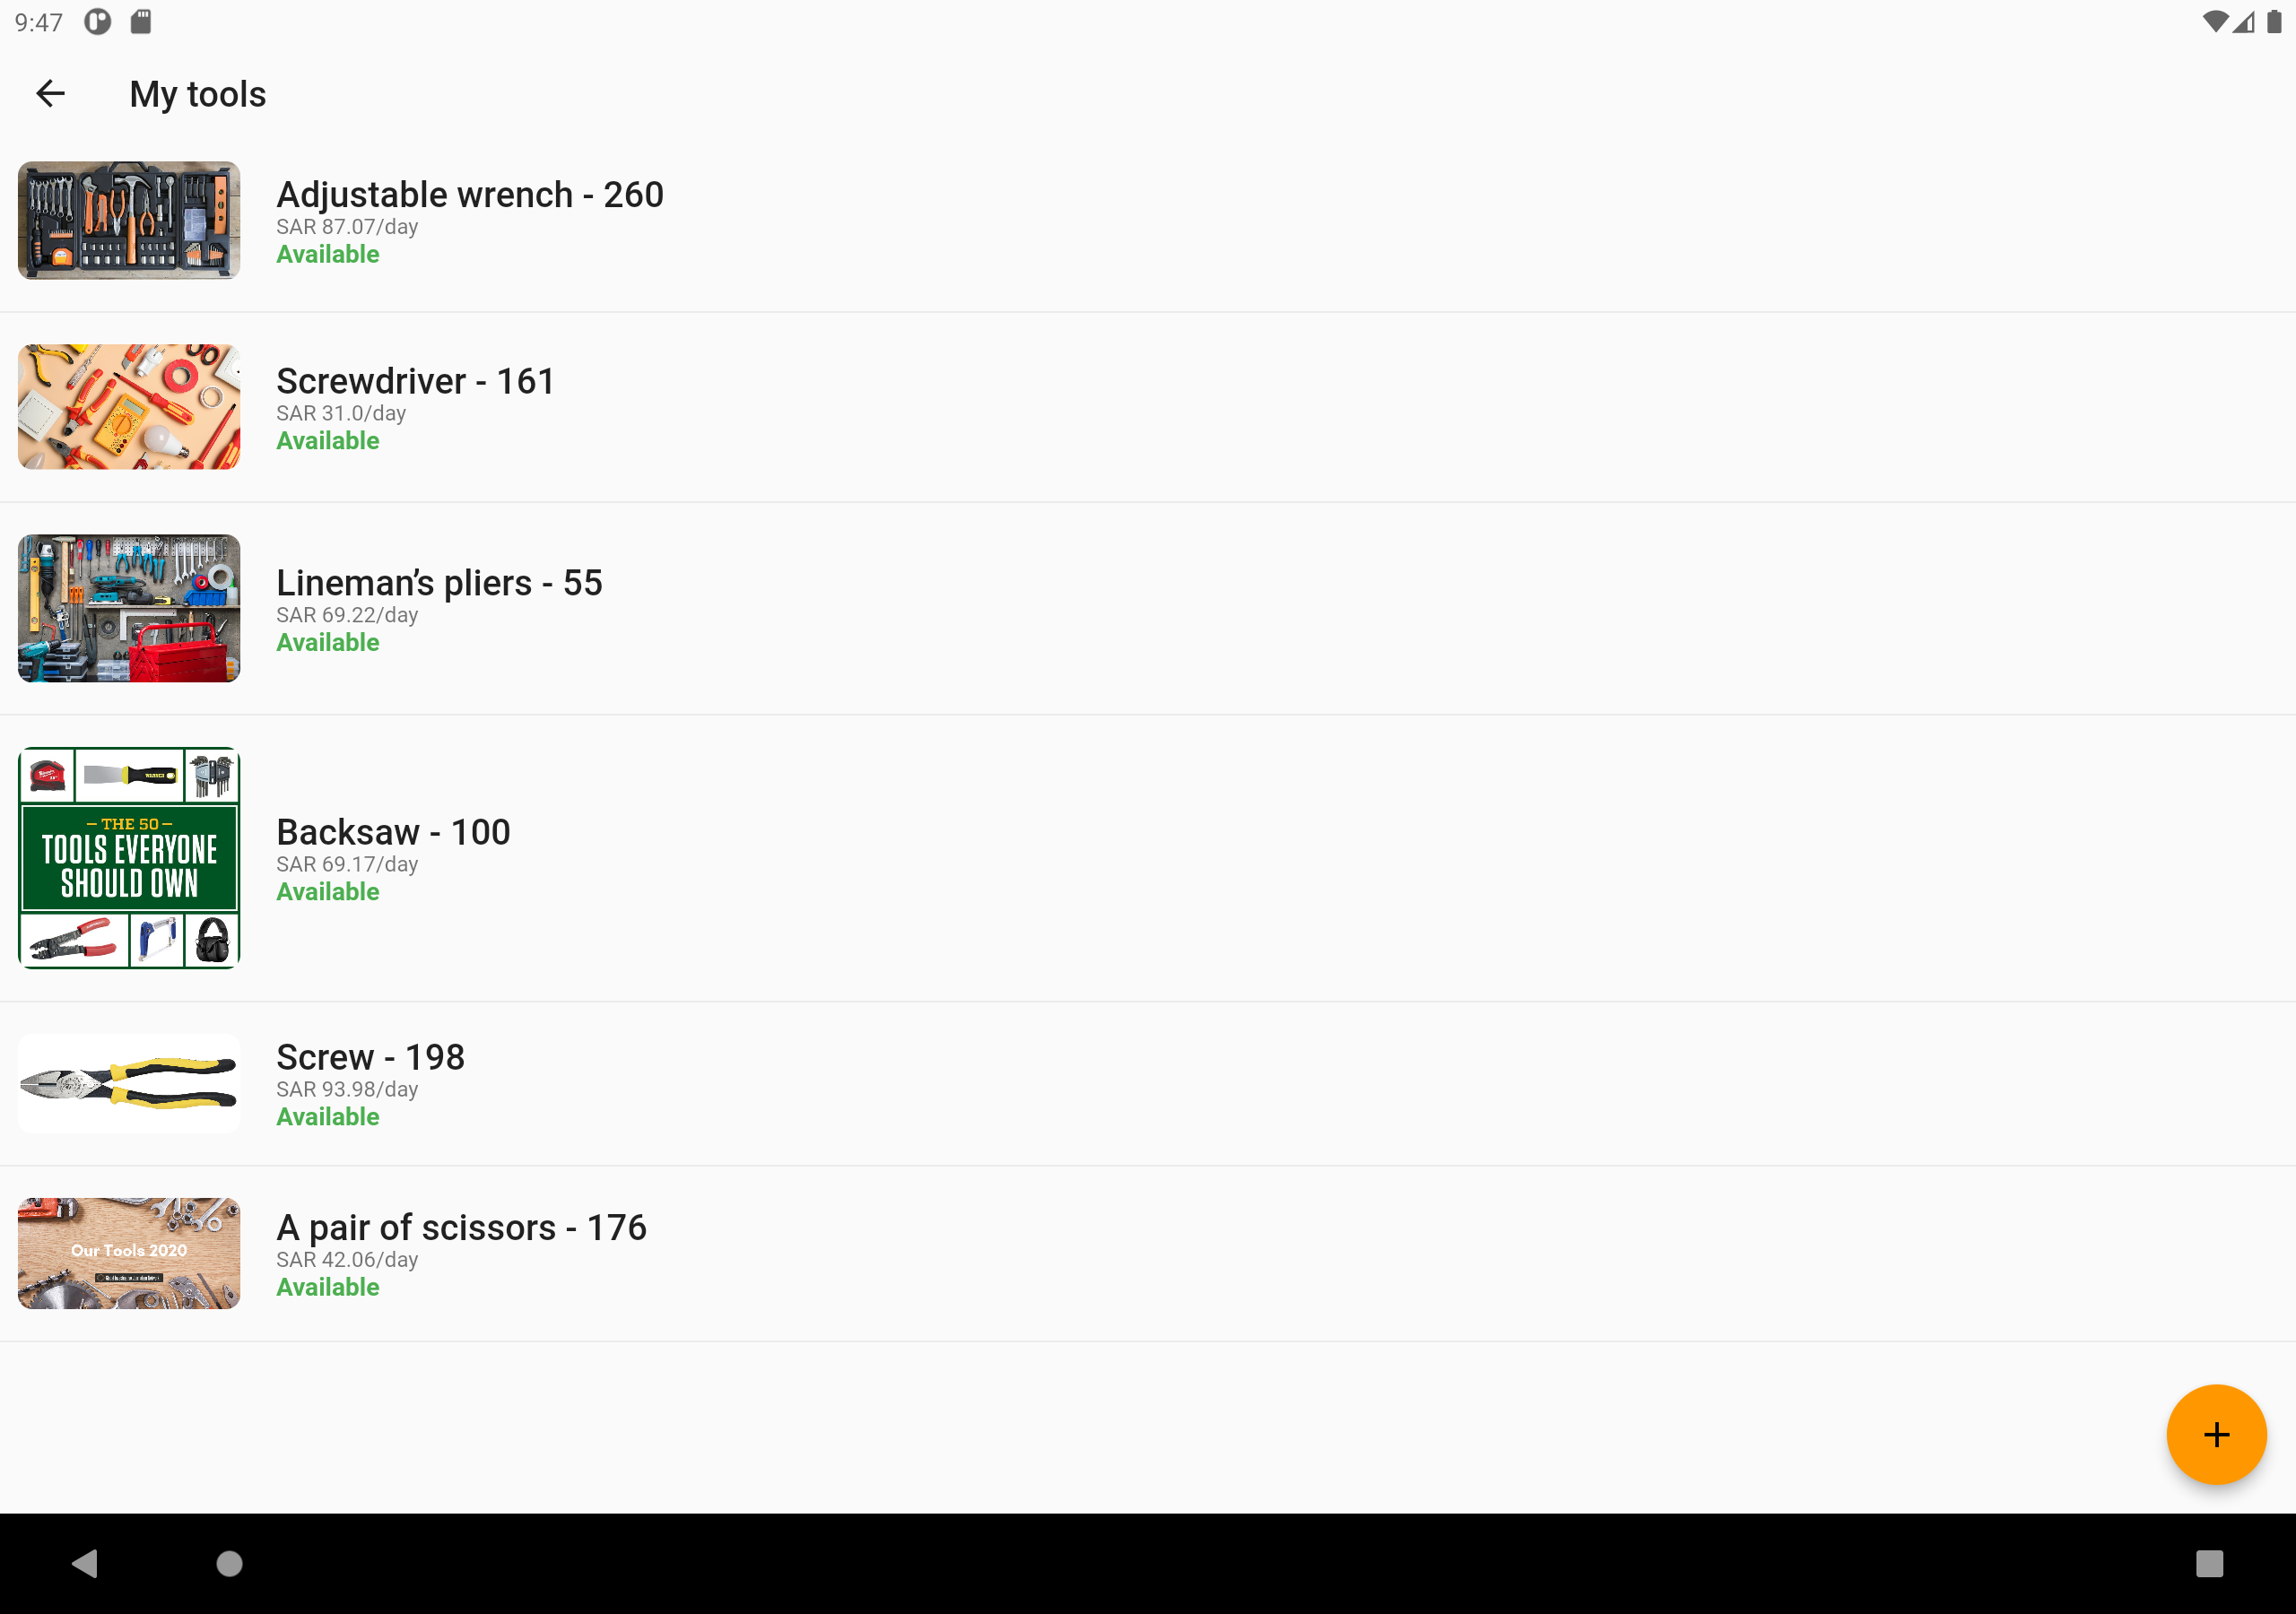 9:47
My tools
Adjustable wrench - 260
SAR 87.07/day
Available
Screwdriver - 161
SAR 31.0/day
Available
Lineman’s pliers - 55
SAR 69.22/day
Available
THE 50
TOOLS EVERYONE
SHOULD OWN
Backsaw - 100
SAR 69.17/day
Available
Screw - 198
SAR 93.98/day
Available
Our Tools 2020
A pair of scissors - 176
SAR 42.06/day
Available